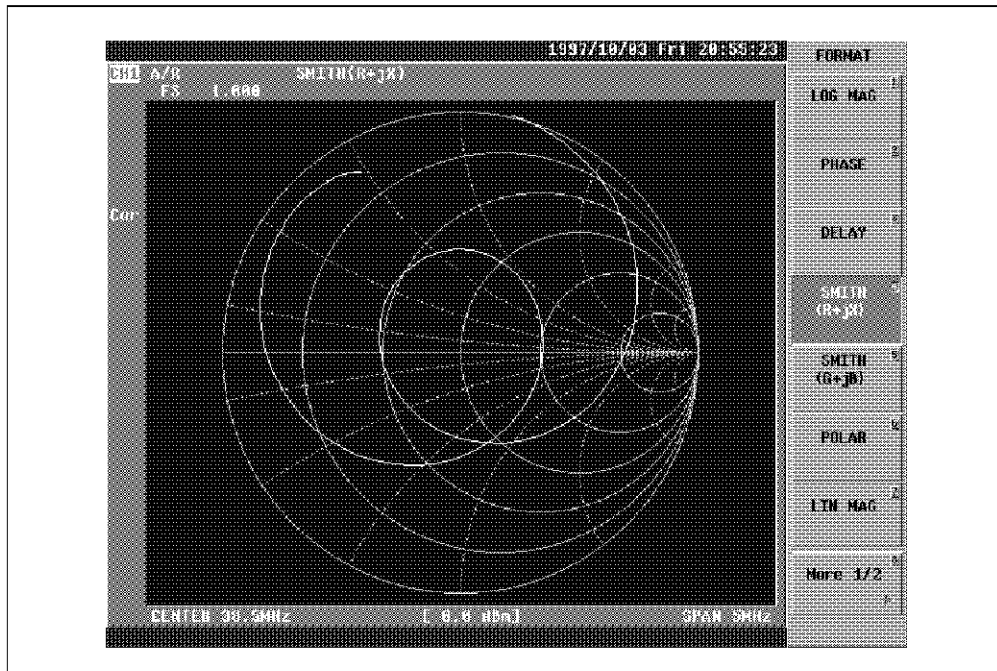 1997/10/03 Fri 20:55:23
CH1 A/R SMITH(R+jX)
FS 1.000
Cor
CENTER 38.5MHz [ 0.0 dBm] SPAN 5MHz
FORMAT
LOG MAG
PHASE
DELAY
SMITH
(R+jX)
SMITH
(G+jB)
POLAR
LIN MAG
More 1/2